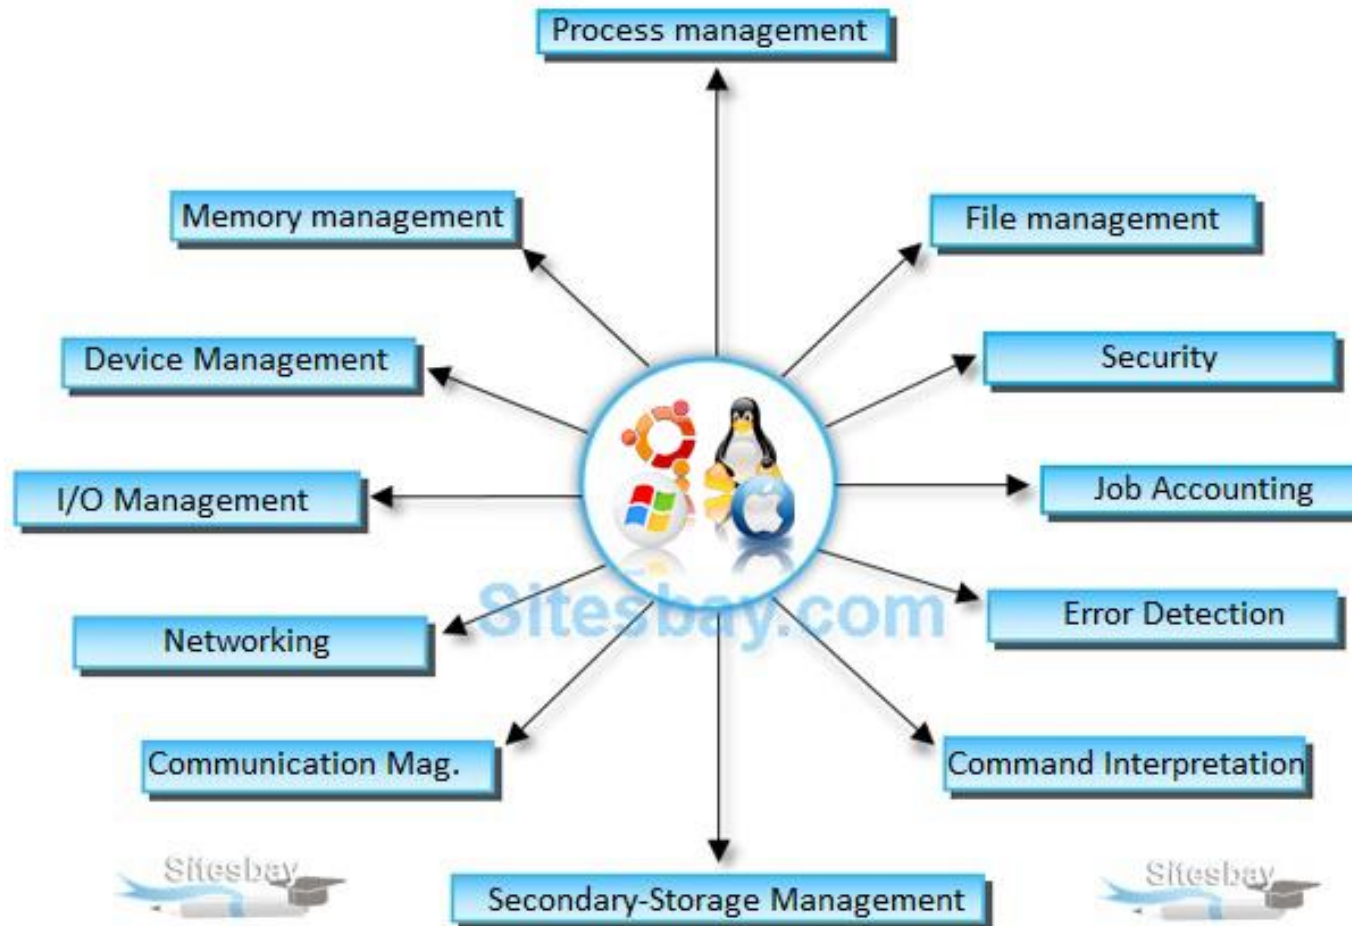 Process management
Memory management
File management
Device Management
Security
I/O Management
Job Accounting
Sitesbay.com
Networking
Error Detection
Communication Mag.
Command Interpretation
Sitesbay
Sitesbay
Secondary-Storage Management